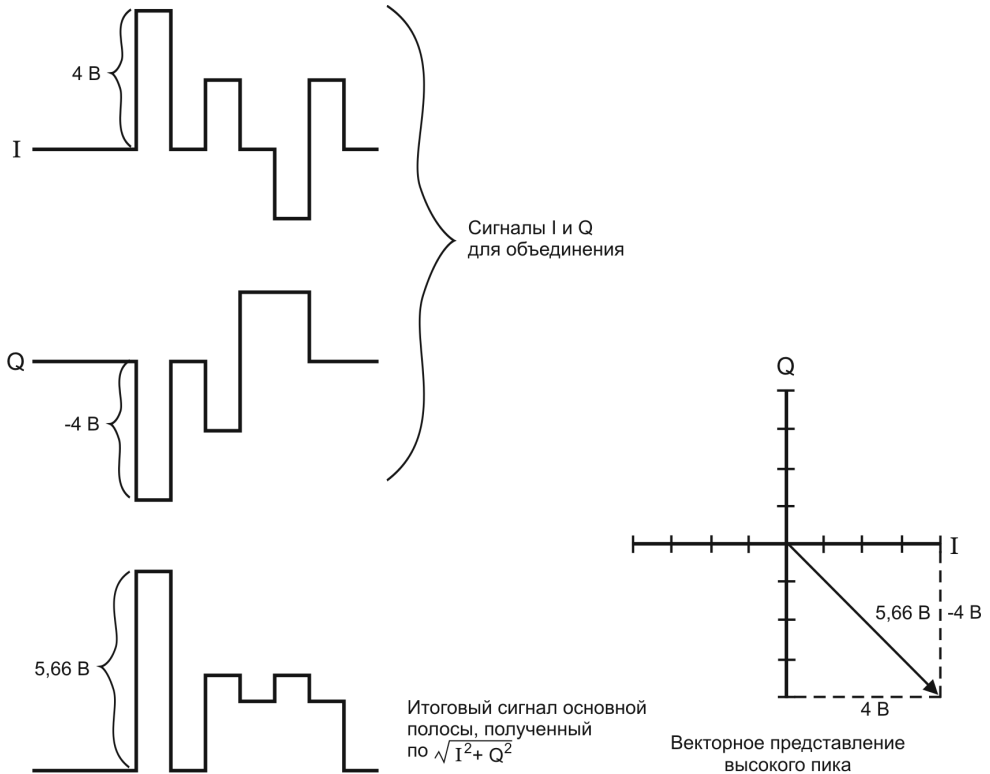 4 В
I
Сигналы I и Q
для объединения
Q
-4 В
5,66 В
Итоговый сигнал основной
полосы, полученный
по √I²+ Q²
Q
I
5,66 В
-4 В
4 В
Векторное представление
высокого пика